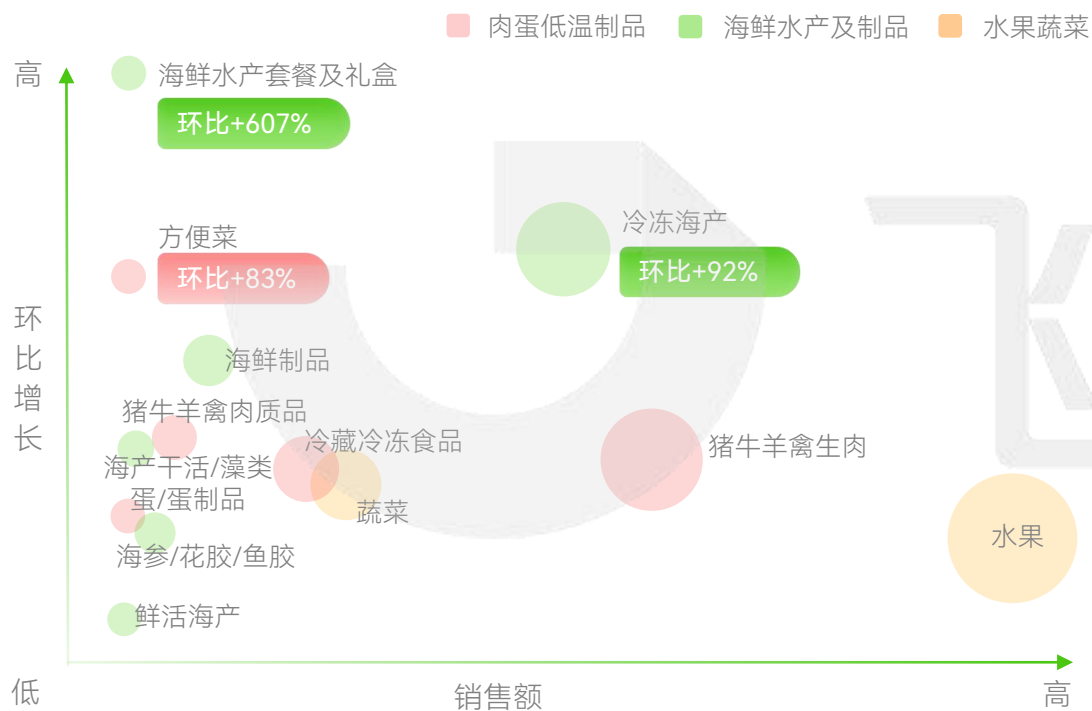 肉蛋低温制品 海鲜水产及制品 水果蔬菜
高
海鲜水产套餐及礼盒
环比+607%
冷冻海产
环比+92%
方便菜
环比+83%
环比增长
海鲜制品
猪牛羊禽肉质品
冷藏冷冻食品
猪牛羊禽生肉
海产干活/藻类
蛋/蛋制品
蔬菜
水果
海参/花胶/鱼胶
鲜活海产
低
销售额
高